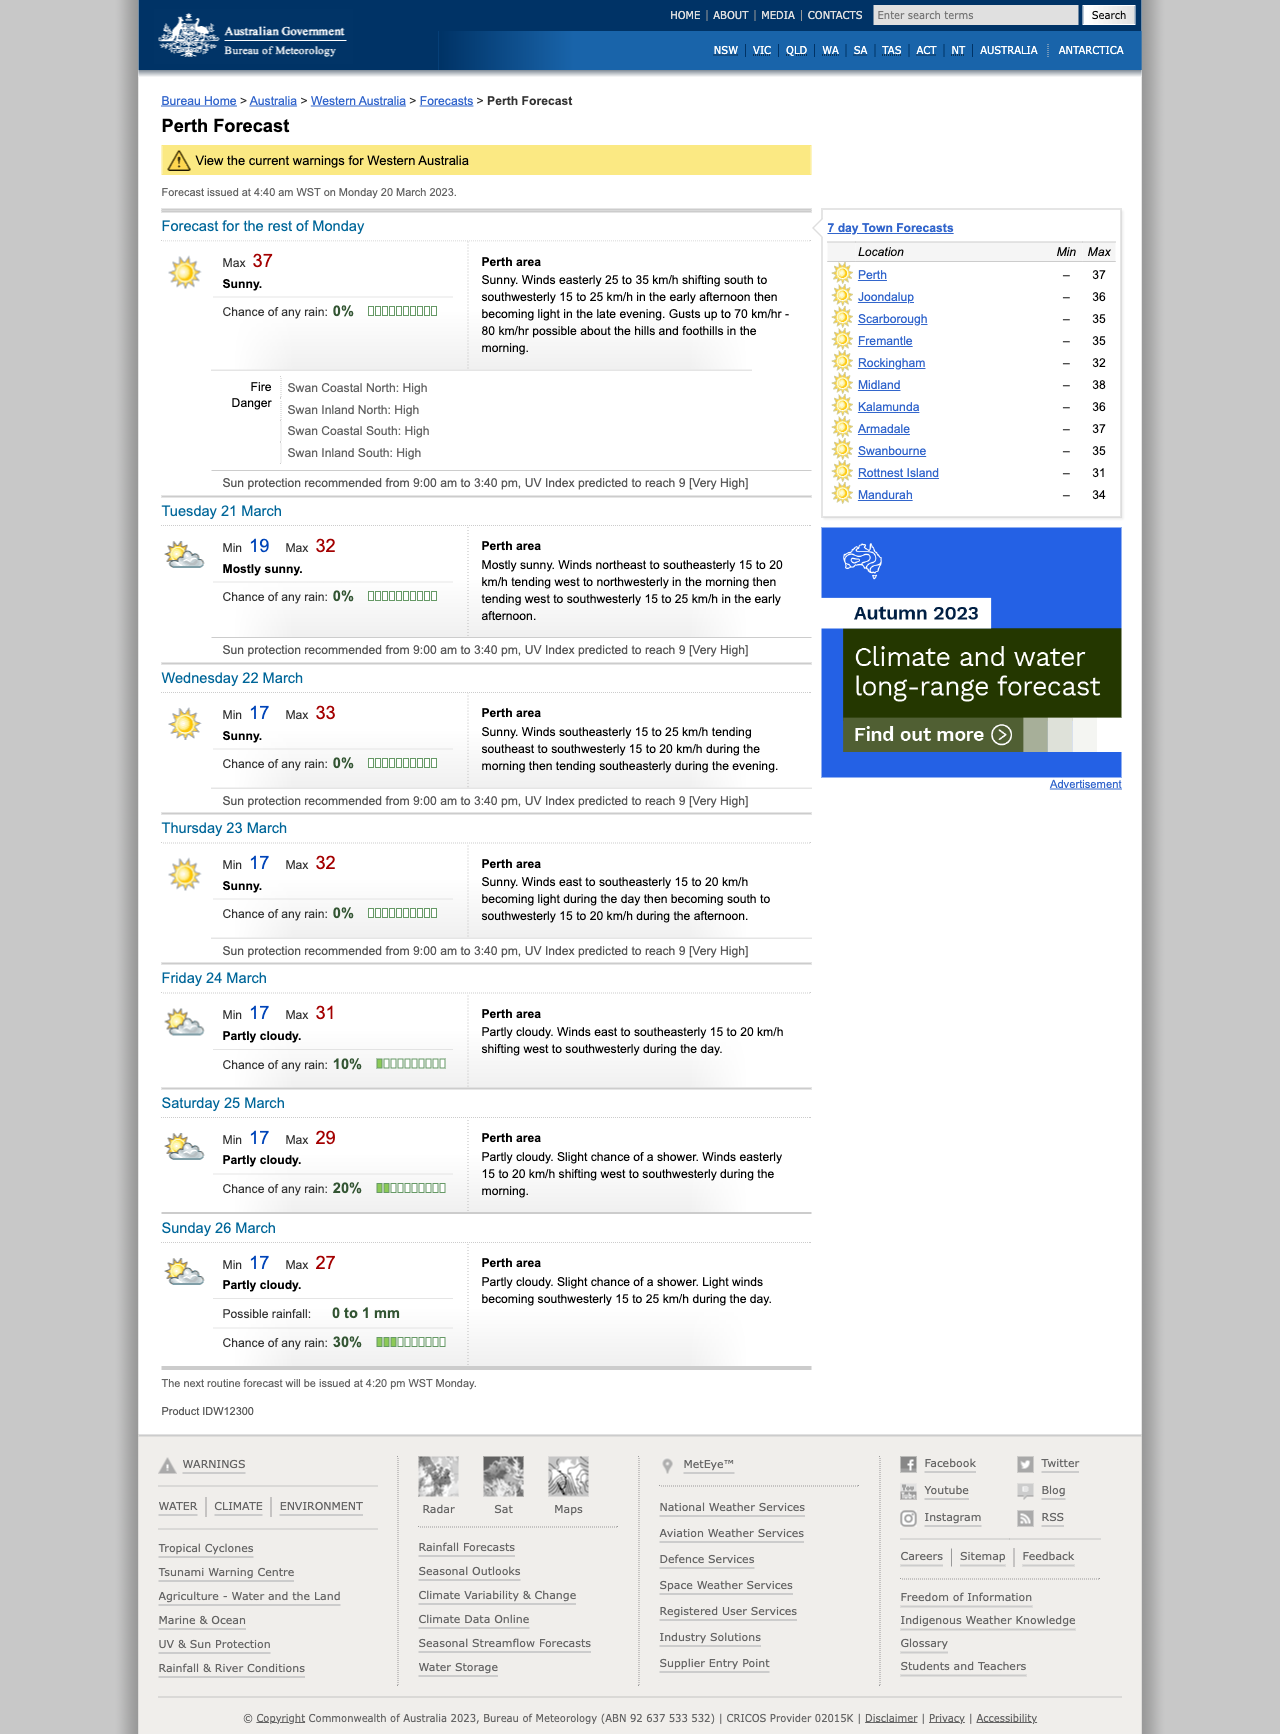 Australian Government
Bureau of Meteorology
HOME | ABOUT | MEDIA | CONTACTS
Enter search terms
Search
NSW | VIC | QLD | WA | SA | TAS | ACT | NT | AUSTRALIA | ANTARCTICA
Bureau Home > Australia > Western Australia > Forecasts > Perth Forecast
Perth Forecast
View the current warnings for Western Australia
Forecast issued at 4:40 am WST on Monday 20 March 2023.
Forecast for the rest of Monday
Max 37
Sunny.
Chance of any rain: 0%
Perth area
Sunny. Winds easterly 25 to 35 km/h shifting south to
southwesterly 15 to 25 km/h in the early afternoon then
becoming light in the late evening. Gusts up to 70 km/hr -
80 km/hr possible about the hills and foothills in the
morning.
Fire
Danger
Swan Coastal North: High
Swan Inland North: High
Swan Coastal South: High
Swan Inland South: High
Sun protection recommended from 9:00 am to 3:40 pm, UV Index predicted to reach 9 [Very High]
Tuesday 21 March
Min 19 Max 32
Mostly sunny.
Chance of any rain: 0%
Perth area
Mostly sunny. Winds northeast to southeasterly 15 to 20
km/h tending west to northwesterly in the morning then
tending west to southwesterly 15 to 25 km/h in the early
afternoon.
Sun protection recommended from 9:00 am to 3:40 pm, UV Index predicted to reach 9 [Very High]
Wednesday 22 March
Min 17 Max 33
Sunny.
Chance of any rain: 0%
Perth area
Sunny. Winds southeasterly 15 to 25 km/h tending
southeast to southwesterly 15 to 20 km/h during the
morning then tending southeasterly during the evening.
Sun protection recommended from 9:00 am to 3:40 pm, UV Index predicted to reach 9 [Very High]
Thursday 23 March
Min 17 Max 32
Sunny.
Chance of any rain: 0%
Perth area
Sunny. Winds east to southeasterly 15 to 20 km/h
becoming light during the day then becoming south to
southwesterly 15 to 20 km/h during the afternoon.
Sun protection recommended from 9:00 am to 3:40 pm, UV Index predicted to reach 9 [Very High]
Friday 24 March
Min 17 Max 31
Partly cloudy.
Chance of any rain: 10%
Perth area
Partly cloudy. Winds east to southeasterly 15 to 20 km/h
shifting west to southwesterly during the day.
Saturday 25 March
Min 17 Max 29
Partly cloudy.
Chance of any rain: 20%
Perth area
Partly cloudy. Slight chance of a shower. Winds easterly
15 to 20 km/h shifting west to southwesterly during the
morning.
Sunday 26 March
Min 17 Max 27
Partly cloudy.
Possible rainfall: 0 to 1 mm
Chance of any rain: 30%
Perth area
Partly cloudy. Slight chance of a shower. Light winds
becoming southwesterly 15 to 25 km/h during the day.
The next routine forecast will be issued at 4:20 pm WST Monday.
Product IDW12300
7 day Town Forecasts
Location Min Max
Perth – 37
Joondalup – 36
Scarborough – 35
Fremantle – 35
Rockingham – 32
Midland – 38
Kalamunda – 36
Armadale – 37
Swanbourne – 35
Rottnest Island – 31
Mandurah – 34
Autumn 2023
Climate and water
long-range forecast
Find out more
Advertisement
WARNINGS
WATER | CLIMATE | ENVIRONMENT
Tropical Cyclones
Tsunami Warning Centre
Agriculture - Water and the Land
Marine & Ocean
UV & Sun Protection
Rainfall & River Conditions
Radar Sat Maps
Rainfall Forecasts
Seasonal Outlooks
Climate Variability & Change
Climate Data Online
Seasonal Streamflow Forecasts
Water Storage
MetEye™
National Weather Services
Aviation Weather Services
Defence Services
Space Weather Services
Registered User Services
Industry Solutions
Supplier Entry Point
Facebook Twitter
You Tube Youtube Blog
Instagram RSS
Careers | Sitemap | Feedback
Freedom of Information
Indigenous Weather Knowledge
Glossary
Students and Teachers
© Copyright Commonwealth of Australia 2023, Bureau of Meteorology (ABN 92 637 533 532) | CRICOS Provider 02015K | Disclaimer | Privacy | Accessibility